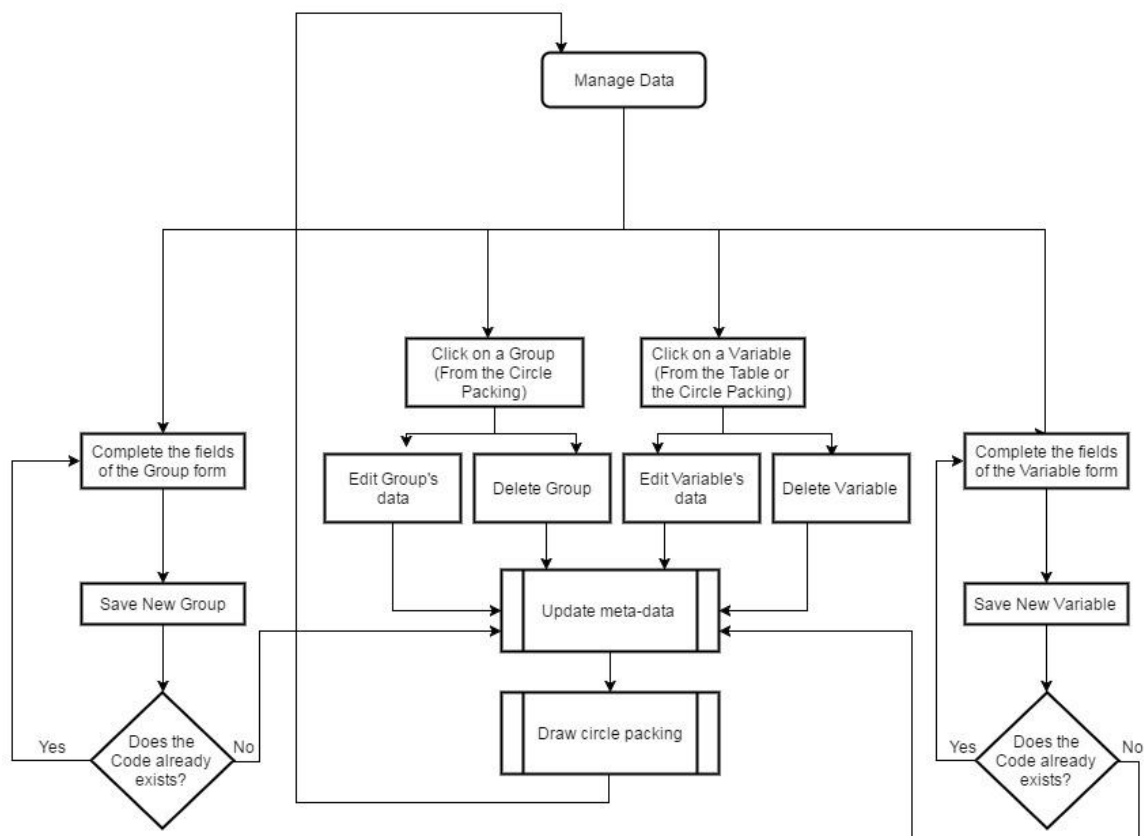 Manage Data
Click on a Group
(From the Circle
Packing)
Click on a Variable
(From the Table or
the Circle Packing)
Complete the fields
of the Group form
Edit Group's
data
Delete Group
Edit Variable's
data
Delete Variable
Complete the fields
of the Variable form
Save New Group
Update meta-data
Save New Variable
Yes
Does the
Code already
exists?
No
Draw circle packing
Yes
Does the
Code already
exists?
No